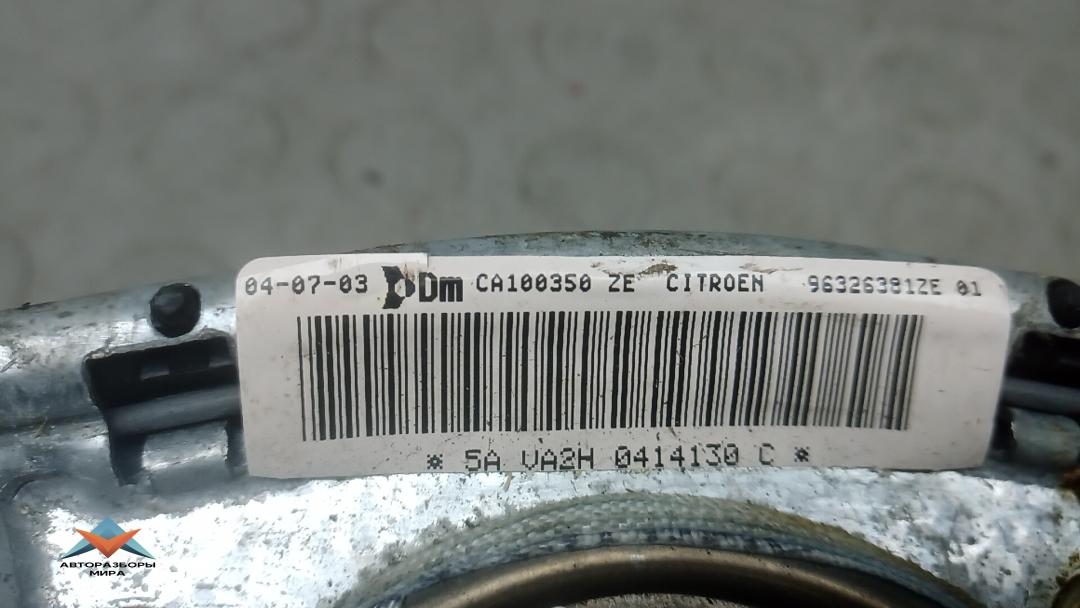 04-07-03 Dm CA100350 ZE CITROEN 96326381ZE 01
* 5A VA2H 0414130 C *
АВТОРАЗБОРЫ
МИРА